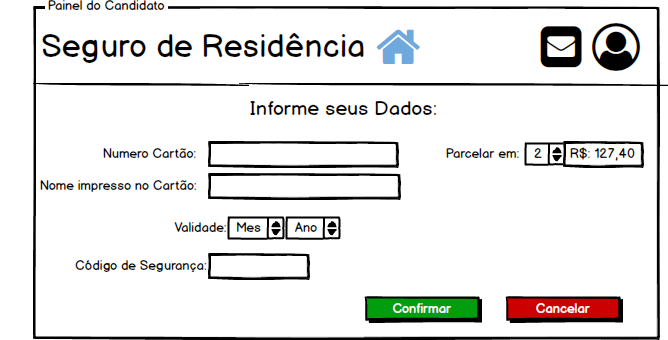 Painel do Candidato
Seguro de Residência
Informe seus Dados:
Numero Cartão:
Parcelar em: 2 R$: 127,40
Nome impresso no Cartão:
Validade: Mes Ano
Código de Segurança:
Confirmar Cancelar